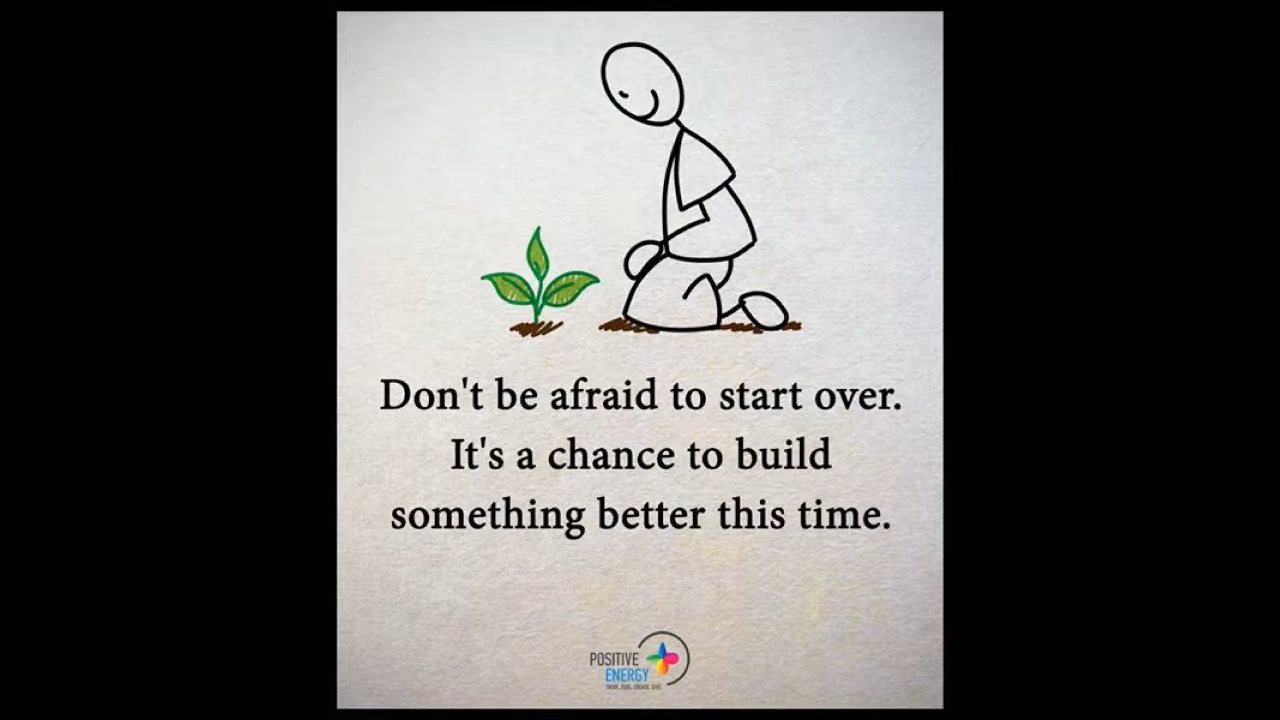 Don't be afraid to start over.
It's a chance to build
something better this time.
POSITIVE
ENERGY